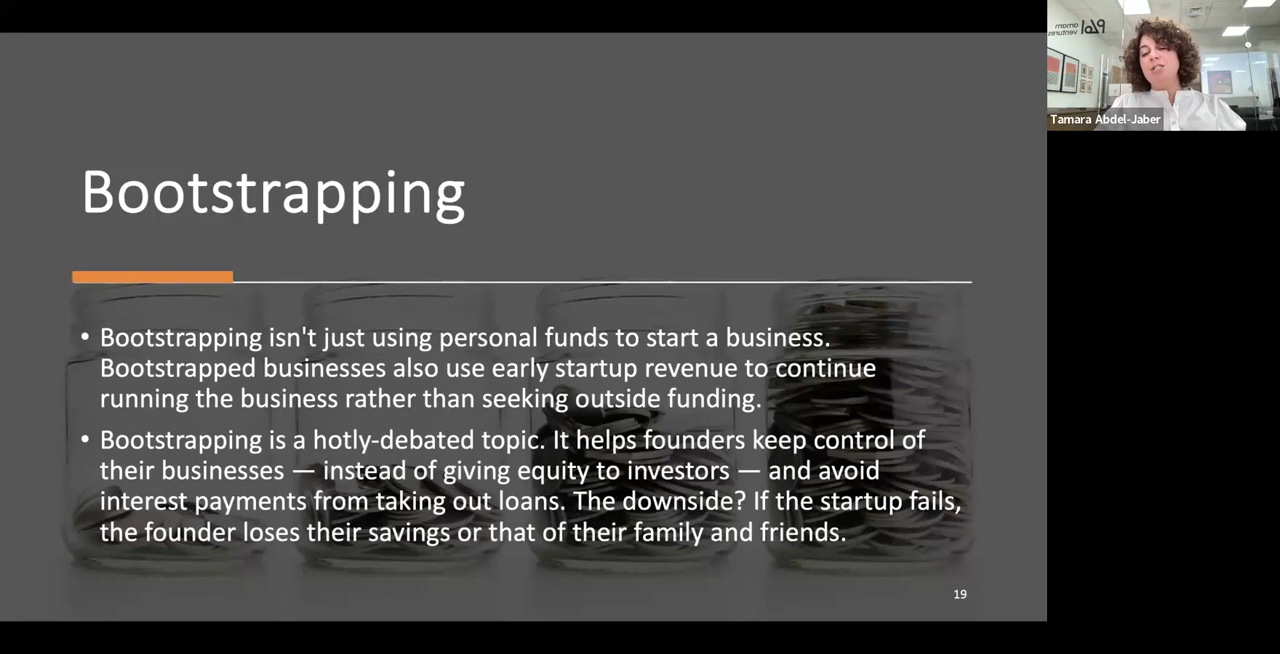 Bootstrapping
• Bootstrapping isn't just using personal funds to start a business.
Bootstrapped businesses also use early startup revenue to continue
running the business rather than seeking outside funding.
• Bootstrapping is a hotly-debated topic. It helps founders keep control of
their businesses — instead of giving equity to investors — and avoid
interest payments from taking out loans. The downside? If the startup fails,
the founder loses their savings or that of their family and friends.
19
amam
ventures
Tamara Abdel-Jaber